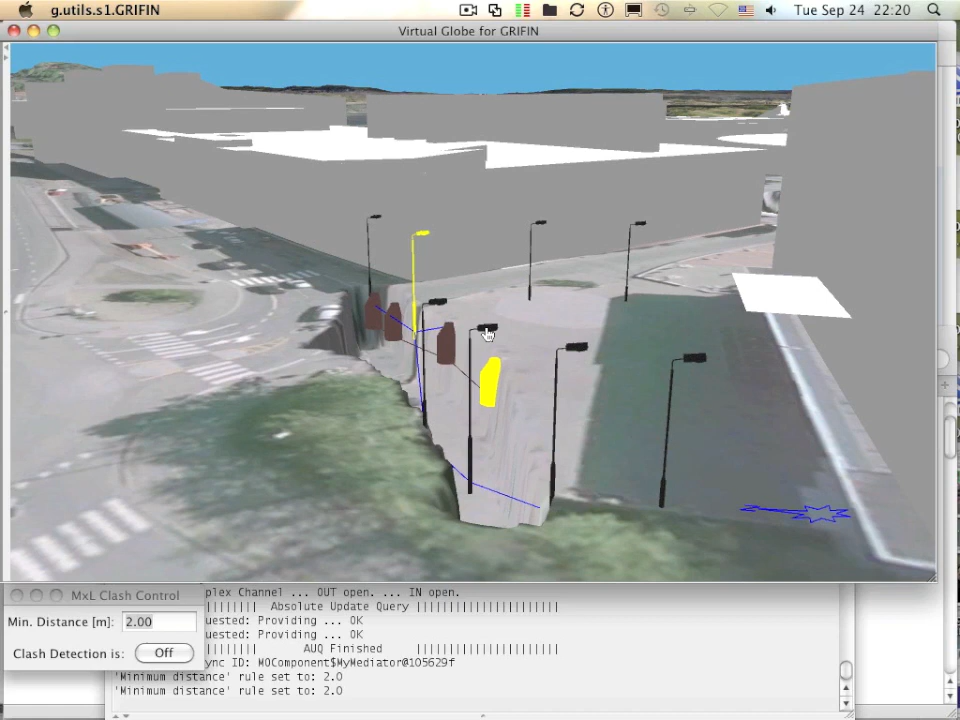 g.utils.s1.GRIFIN
Tue Sep 24 22:20
Virtual Globe for GRIFIN
MxL Clash Control
Min. Distance [m]: 2.00
Clash Detection is: Off
plex Channel ... OUT open. ... IN open.
|||||||| Absolute Update Query |||||||||||||||||||||
uested: Providing ... OK
uested: Providing ... OK
|||||||| AUQ Finished |||||||||||||||||||||
ync ID: MOComponent$MyMediator@105629f
'Minimum distance' rule set to: 2.0
'Minimum distance' rule set to: 2.0